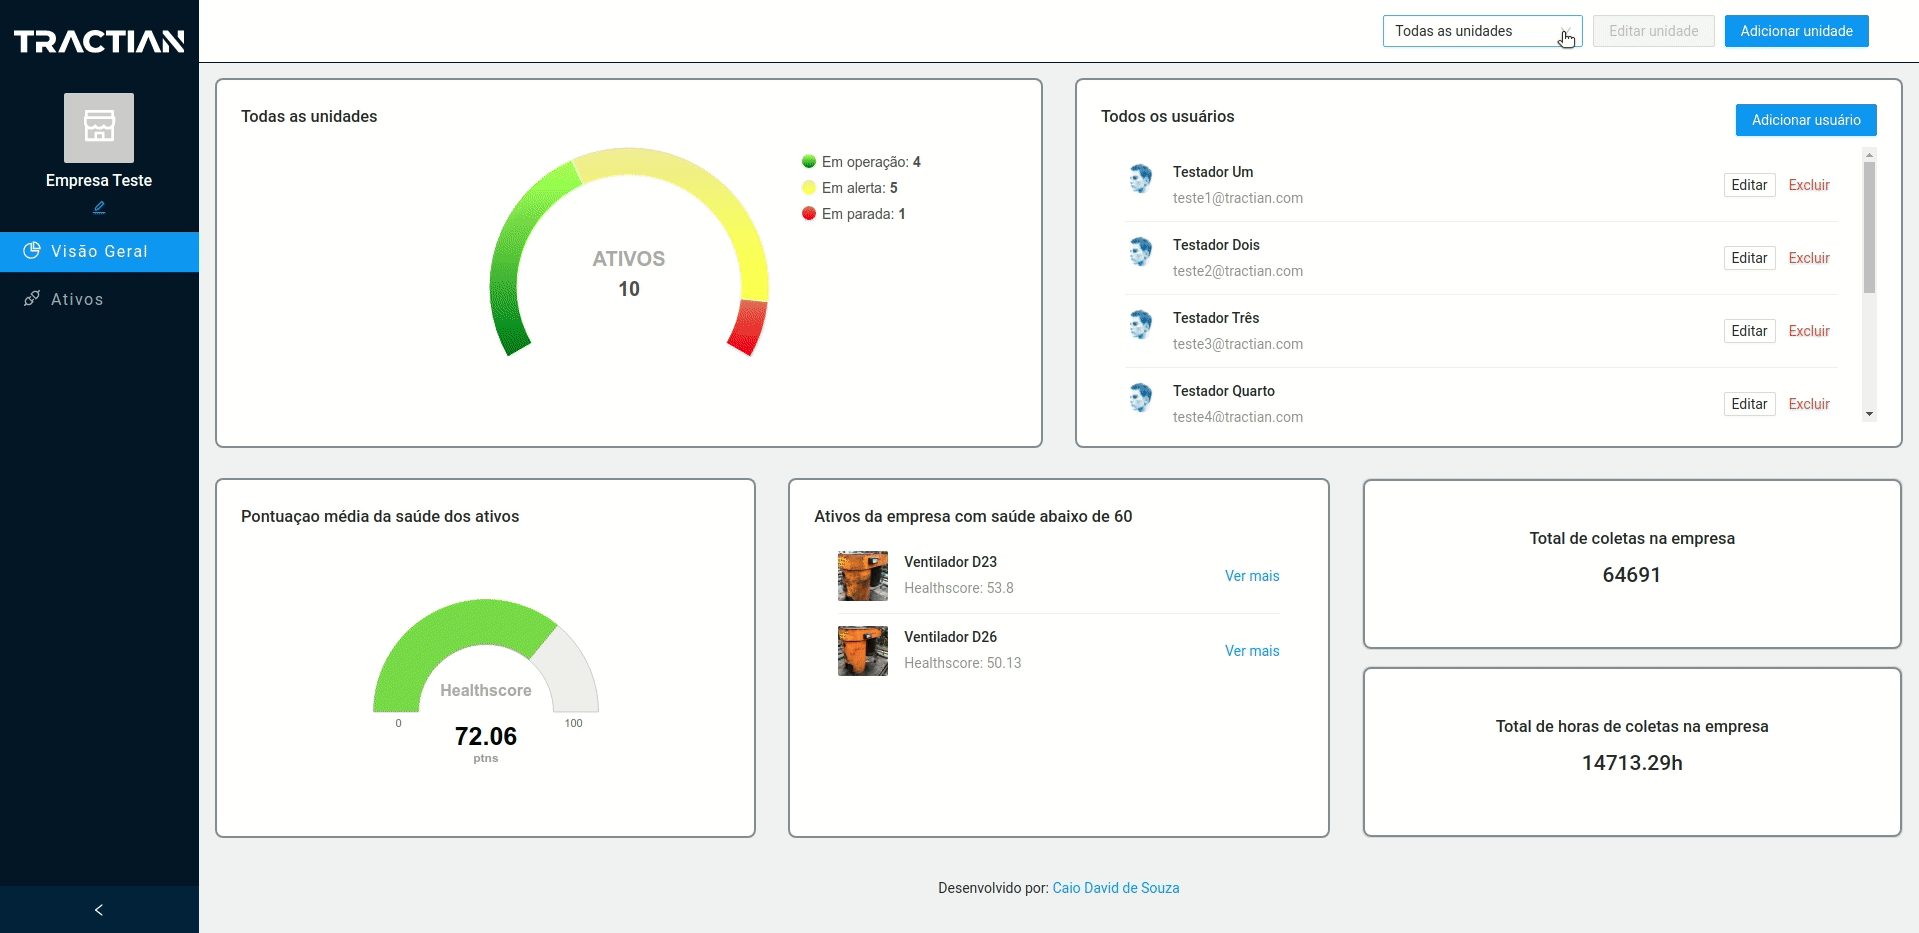 TRACTIAN
Empresa Teste
Visão Geral
Ativos
Todas as unidades
Editar unidade
Adicionar unidade
Todas as unidades
ATIVOS
10
Em operação: 4
Em alerta: 5
Em parada: 1
Todos os usuários
Adicionar usuário
Testador Um
teste1@tractian.com
Editar
Excluir
Testador Dois
teste2@tractian.com
Editar
Excluir
Testador Três
teste3@tractian.com
Editar
Excluir
Testador Quarto
teste4@tractian.com
Editar
Excluir
Pontuaçao média da saúde dos ativos
Healthscore
0
100
72.06
ptns
Ativos da empresa com saúde abaixo de 60
Ventilador D23
Healthscore: 53.8
Ver mais
Ventilador D26
Healthscore: 50.13
Ver mais
Total de coletas na empresa
64691
Total de horas de coletas na empresa
14713.29h
Desenvolvido por: Caio David de Souza